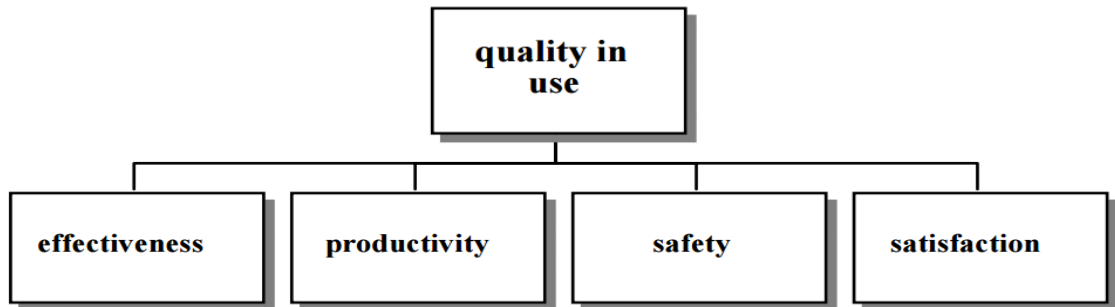 quality in
use
effectiveness
productivity
safety
satisfaction